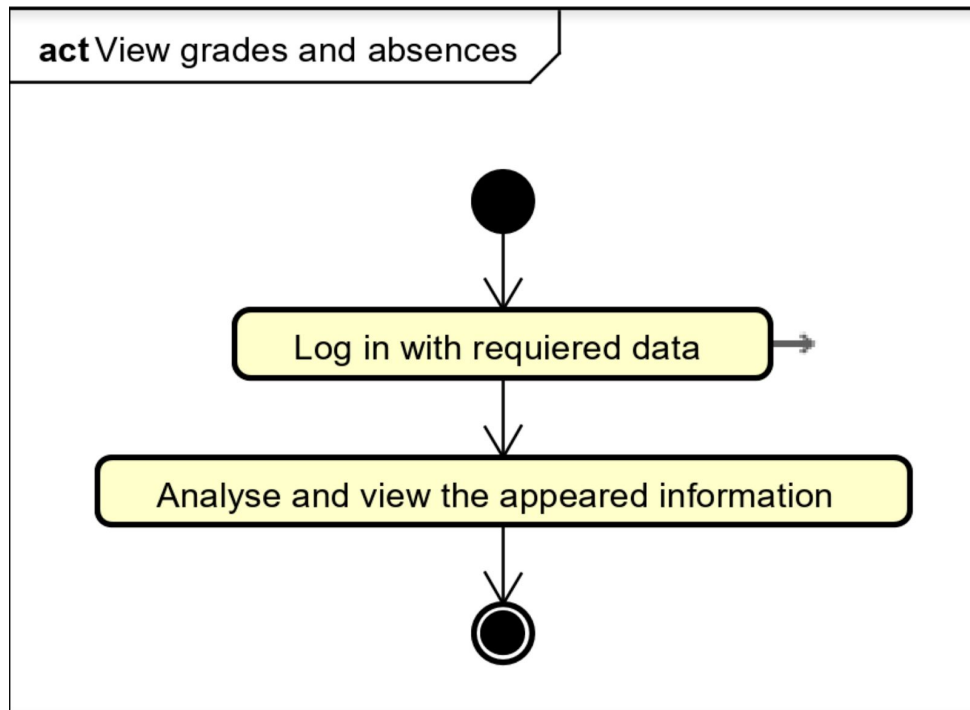 act View grades and absences
Log in with requiered data
Analyse and view the appeared information